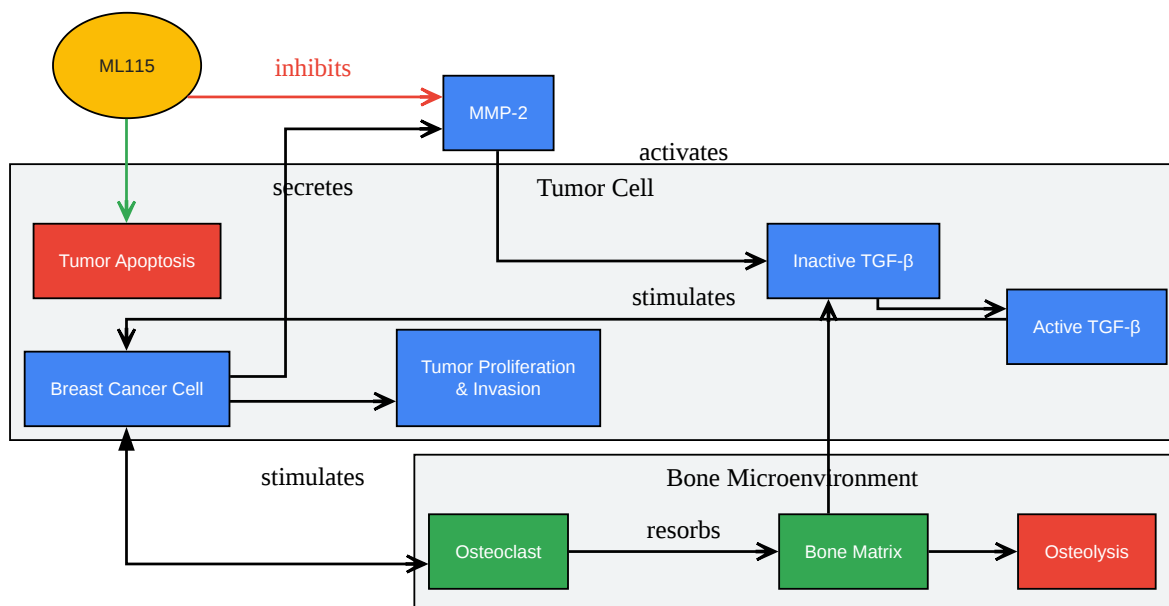 ML115
inhibits
MMP-2
activates
secretes
Tumor Cell
Tumor Apoptosis
Inactive TGF-β
stimulates
Active TGF-β
Breast Cancer Cell
Tumor Proliferation
& Invasion
stimulates
Bone Microenvironment
Osteoclast
resorbs
Bone Matrix
Osteolysis